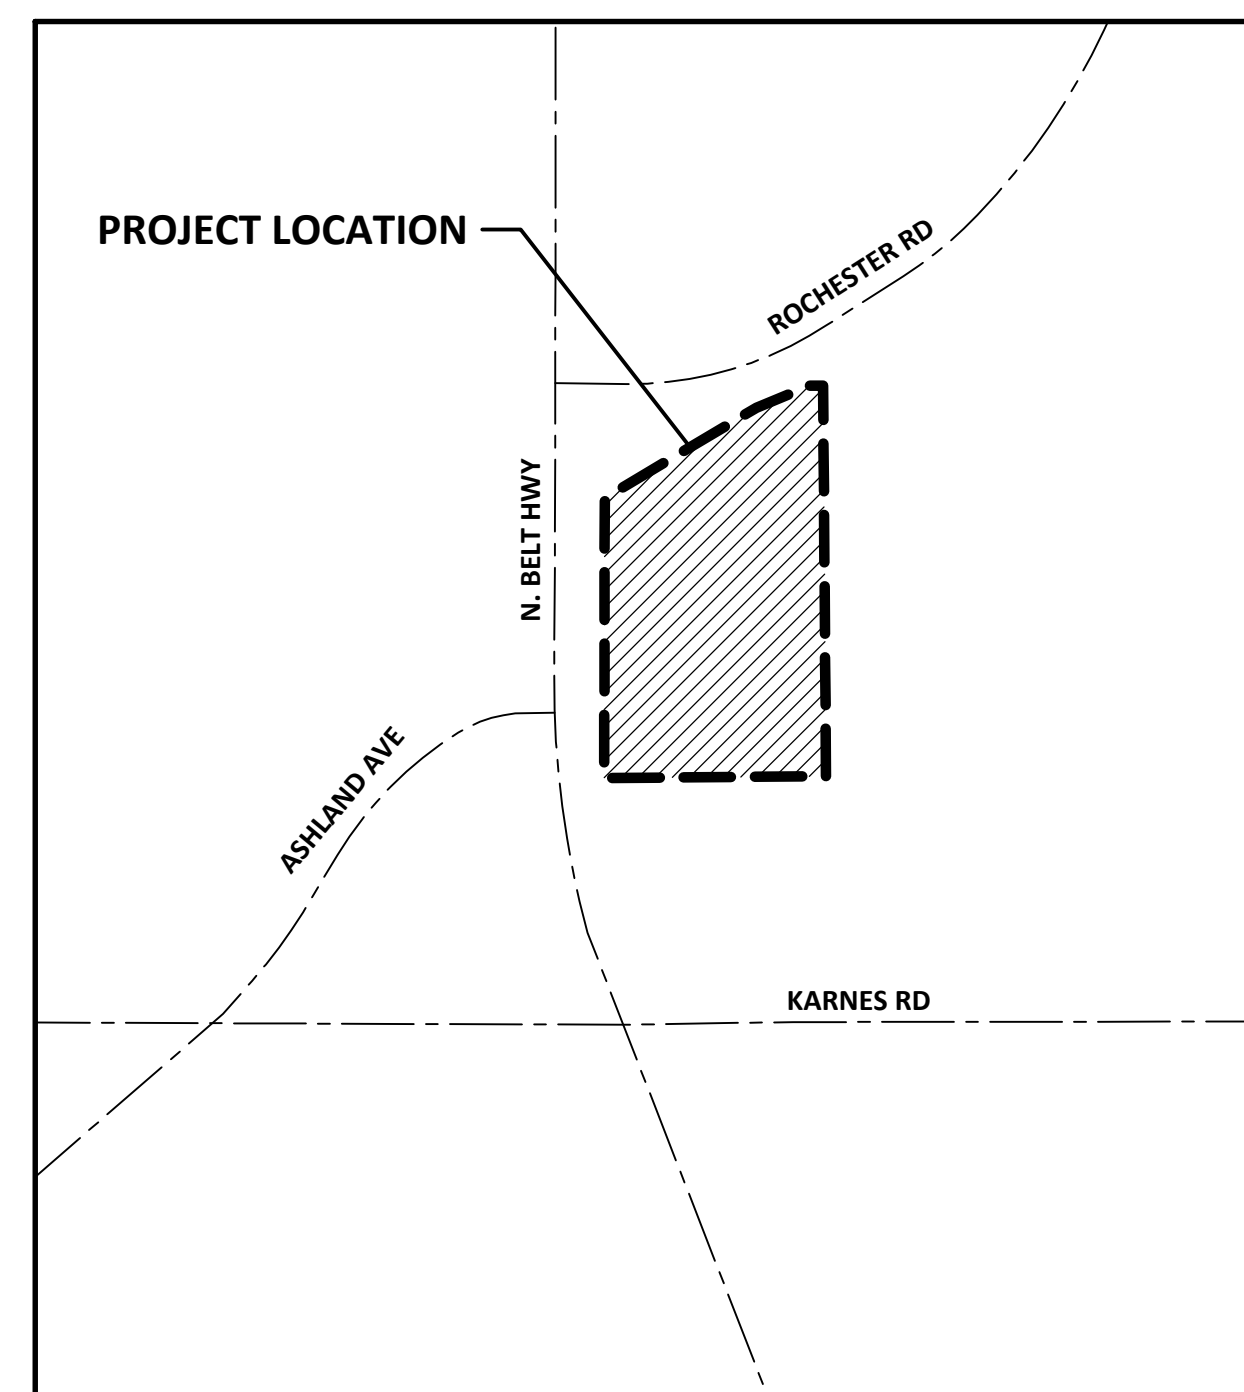 PROJECT LOCATION
ROCHESTER RD
N. BELT HWY
ASHLAND AVE
KARNES RD